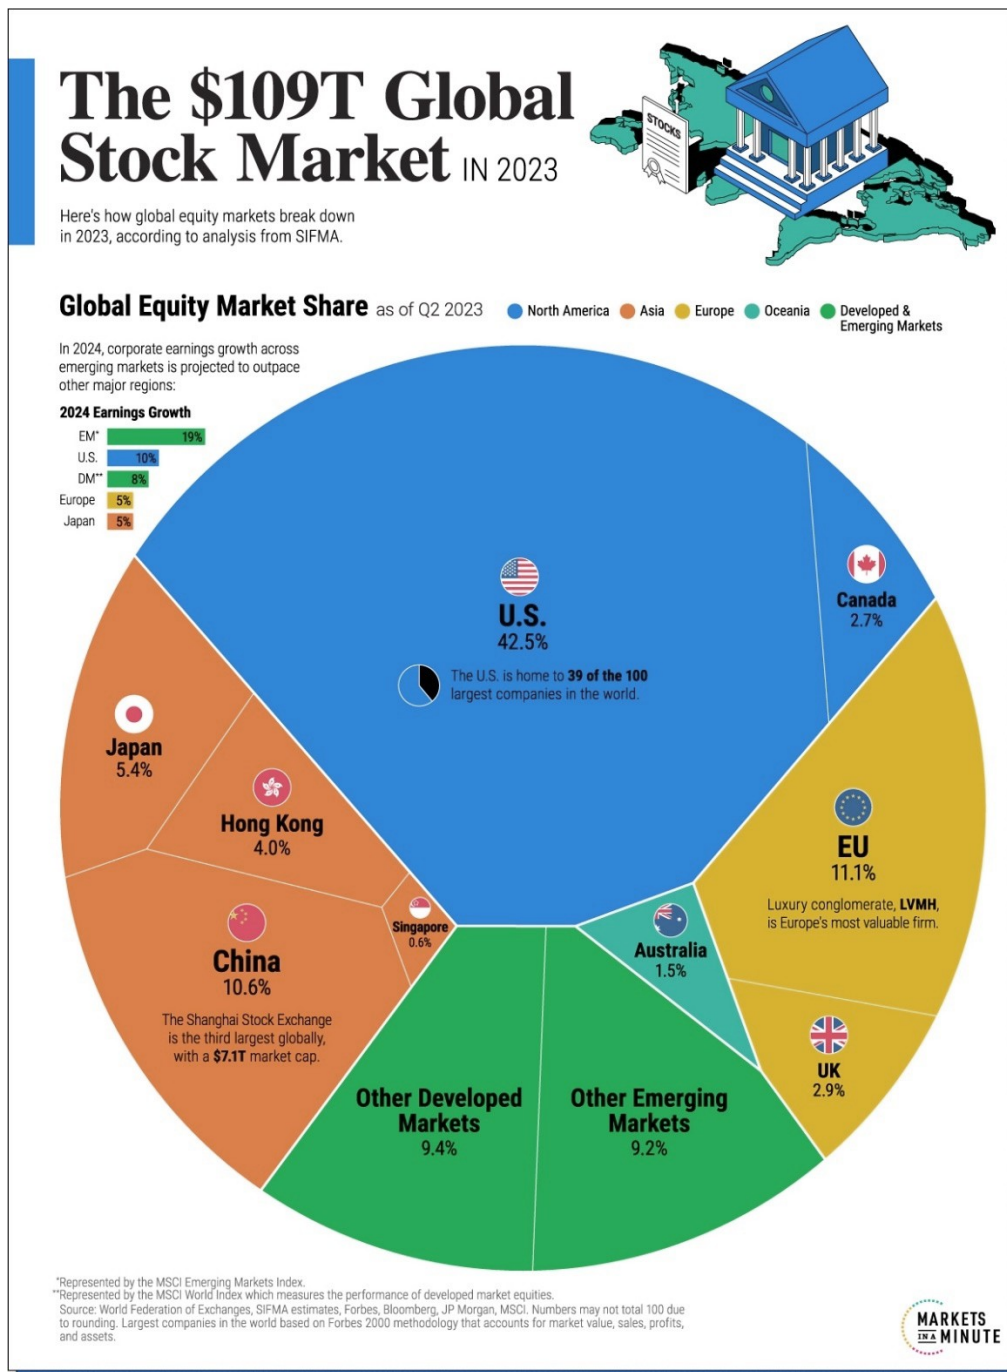 The $109T Global
Stock Market IN 2023
STOCKS
Here's how global equity markets break down
in 2023, according to analysis from SIFMA.
Global Equity Market Share as of Q2 2023
North America
Asia
Europe
Oceania
Developed &
Emerging Markets
In 2024, corporate earnings growth across
emerging markets is projected to outpace
other major regions:
2024 Earnings Growth
EM* 19%
U.S. 10%
DM** 8%
Europe 5%
Japan 5%
U.S.
42.5%
The U.S. is home to 39 of the 100
largest companies in the world.
Canada
2.7%
Japan
5.4%
Hong Kong
4.0%
EU
11.1%
Luxury conglomerate, LVMH,
is Europe's most valuable firm.
China
10.6%
The Shanghai Stock Exchange
is the third largest globally,
with a $7.1T market cap.
Singapore
0.6%
Australia
1.5%
UK
2.9%
Other Developed
Markets
9.4%
Other Emerging
Markets
9.2%
*Represented by the MSCI Emerging Markets Index.
**Represented by the MSCI World Index which measures the performance of developed market equities.
Source: World Federation of Exchanges, SIFMA estimates, Forbes, Bloomberg, JP Morgan, MSCI. Numbers may not total 100 due
to rounding. Largest companies in the world based on Forbes 2000 methodology that accounts for market value, sales, profits,
and assets.
MARKETS
IN A MINUTE